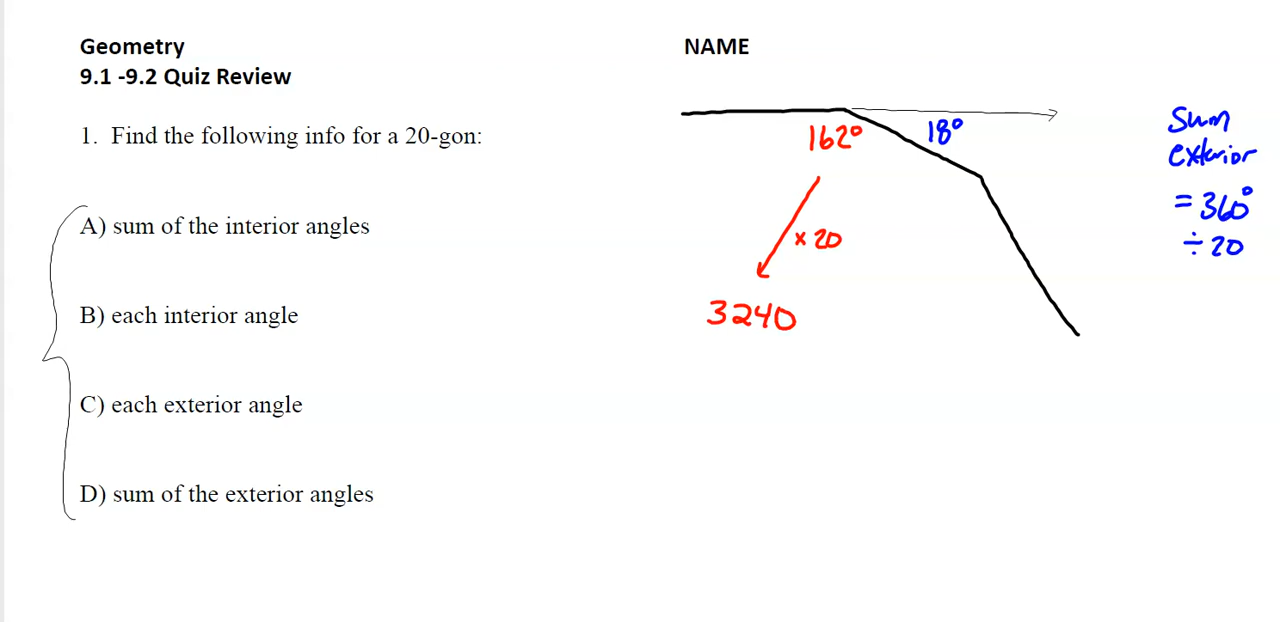 Geometry
9.1 -9.2 Quiz Review
NAME
1. Find the following info for a 20-gon:
A) sum of the interior angles
B) each interior angle
C) each exterior angle
D) sum of the exterior angles
162°
18°
x 20
3240
Sum
exterior
= 360°
÷ 20